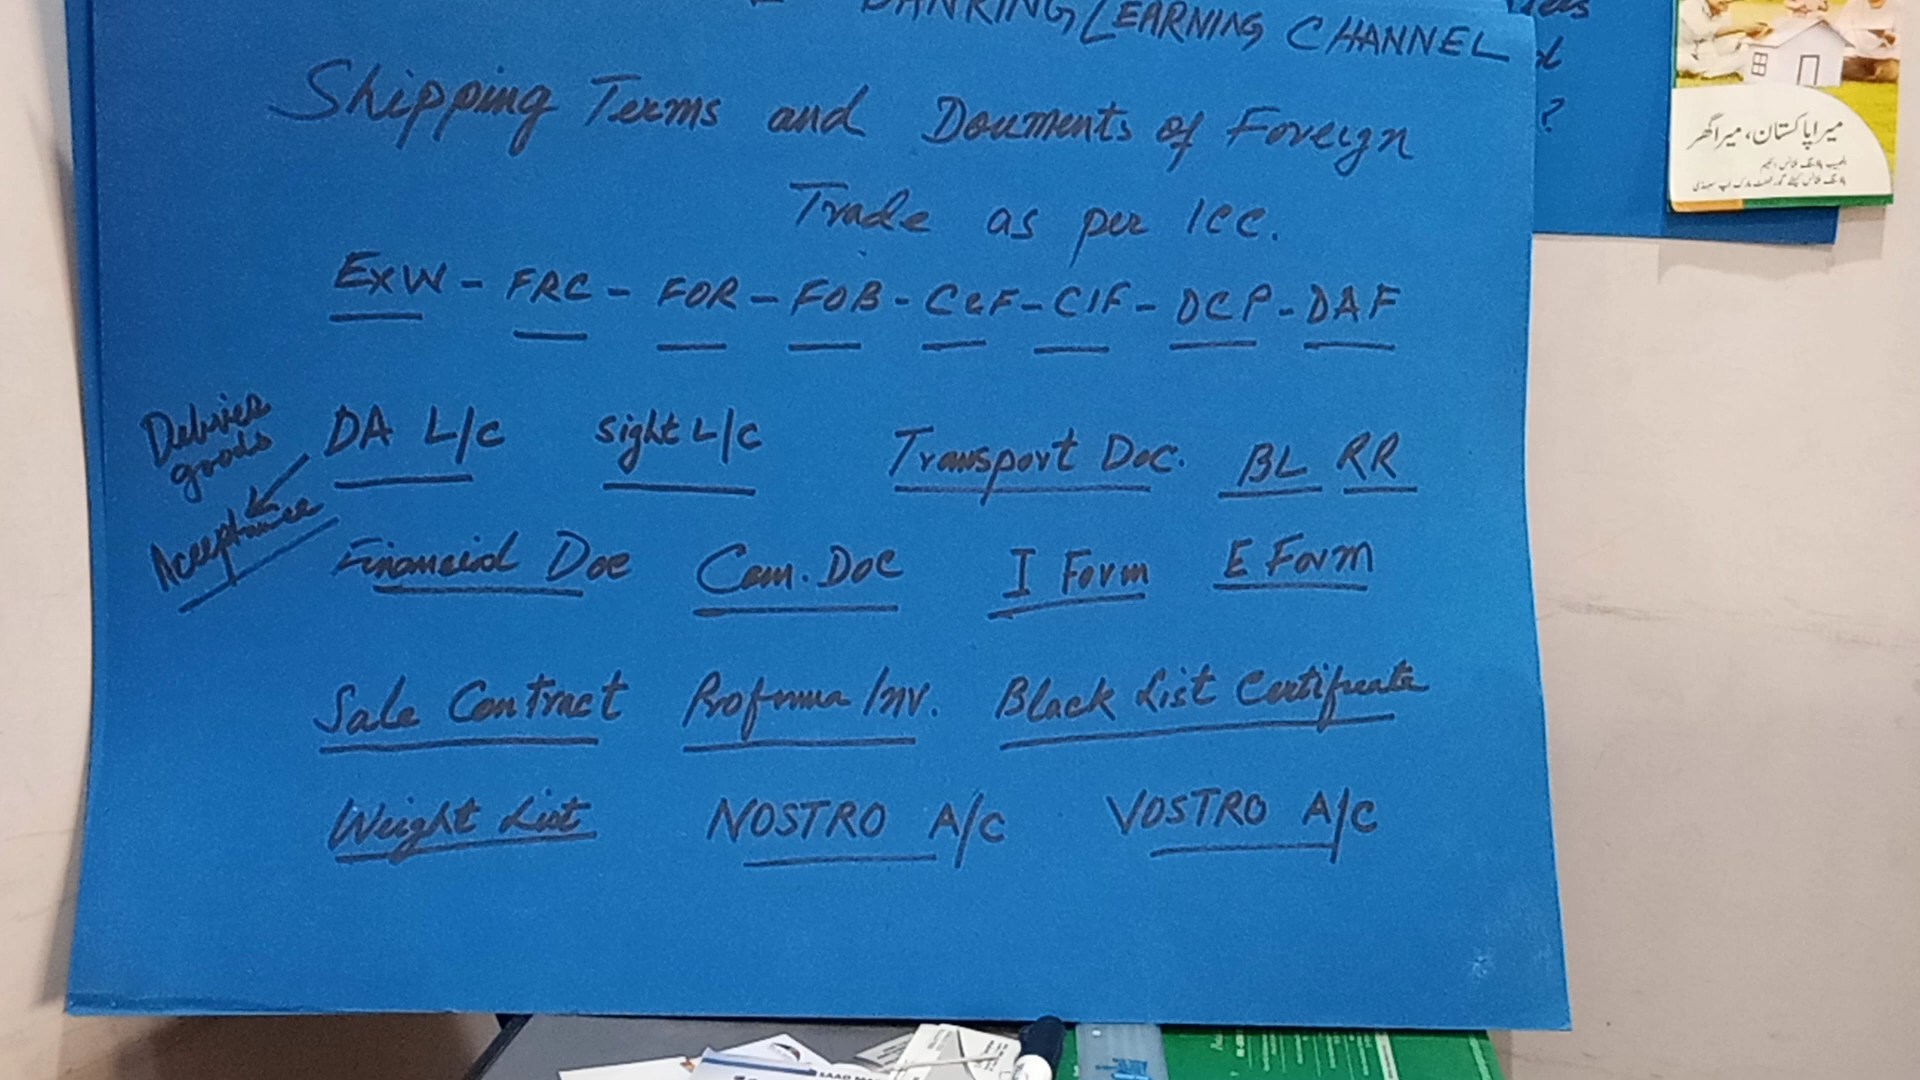 BANKING LEARNING CHANNEL
Shipping Terms and Douments of Foreign
Trade as per ICC.
EXW - FRC - FOR - FOB - C&F - CIF - DCP - DAF
DA L/C Sight L/C Transport Doc. BL RR
goods
Acceptance
Financial Doc Com. Doc I Form E Form
Sale Contract Proforma Inv. Black List Certificate
Weight List NOSTRO A/C VOSTRO A/C
?
میرا پاکستان، میرا گھر